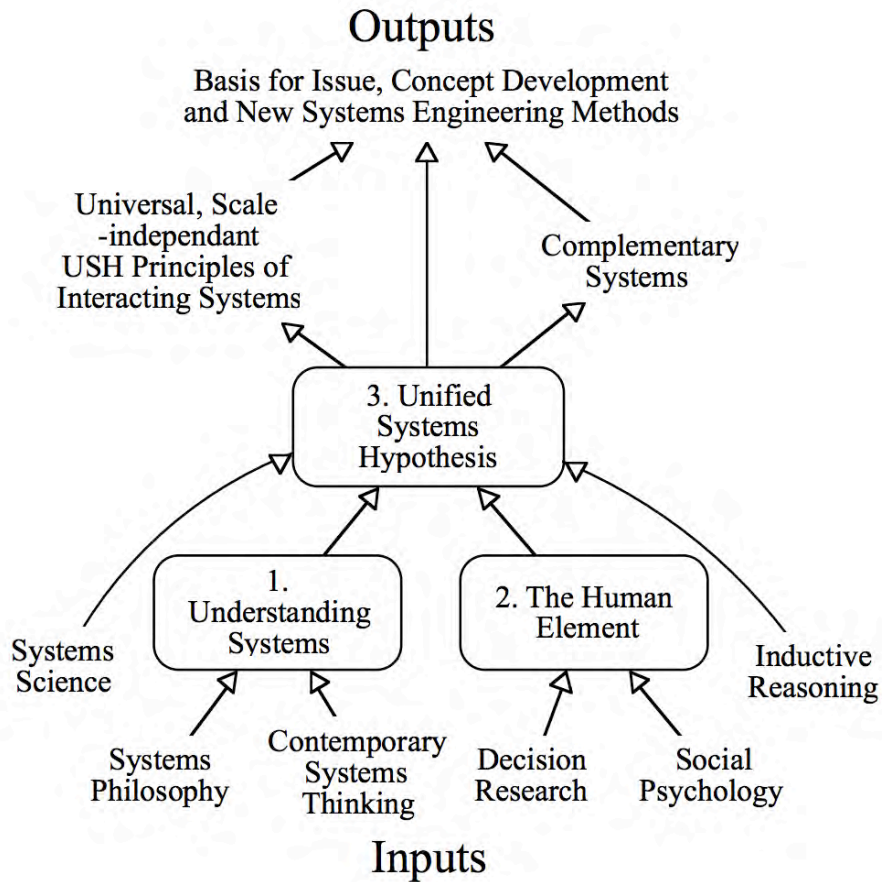 Outputs
Basis for Issue, Concept Development
and New Systems Engineering Methods
Universal, Scale
-independant
USH Principles of
Interacting Systems
Complementary
Systems
3. Unified
Systems
Hypothesis
1.
Understanding
Systems
2. The Human
Element
Systems
Science
Inductive
Reasoning
Systems
Philosophy
Contemporary
Systems
Thinking
Decision
Research
Social
Psychology
Inputs